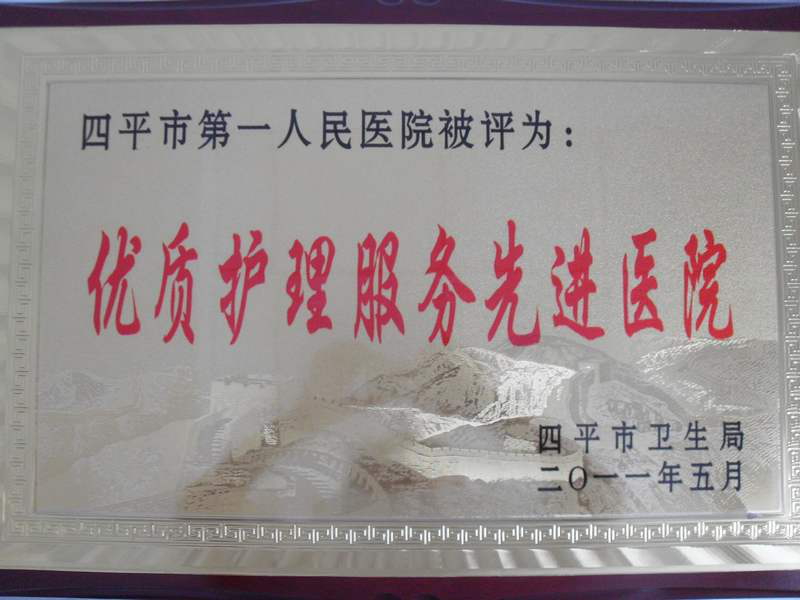 四平市第一人民医院被评为：
优质护理服务先进医院
四平市卫生局
二〇一一年五月